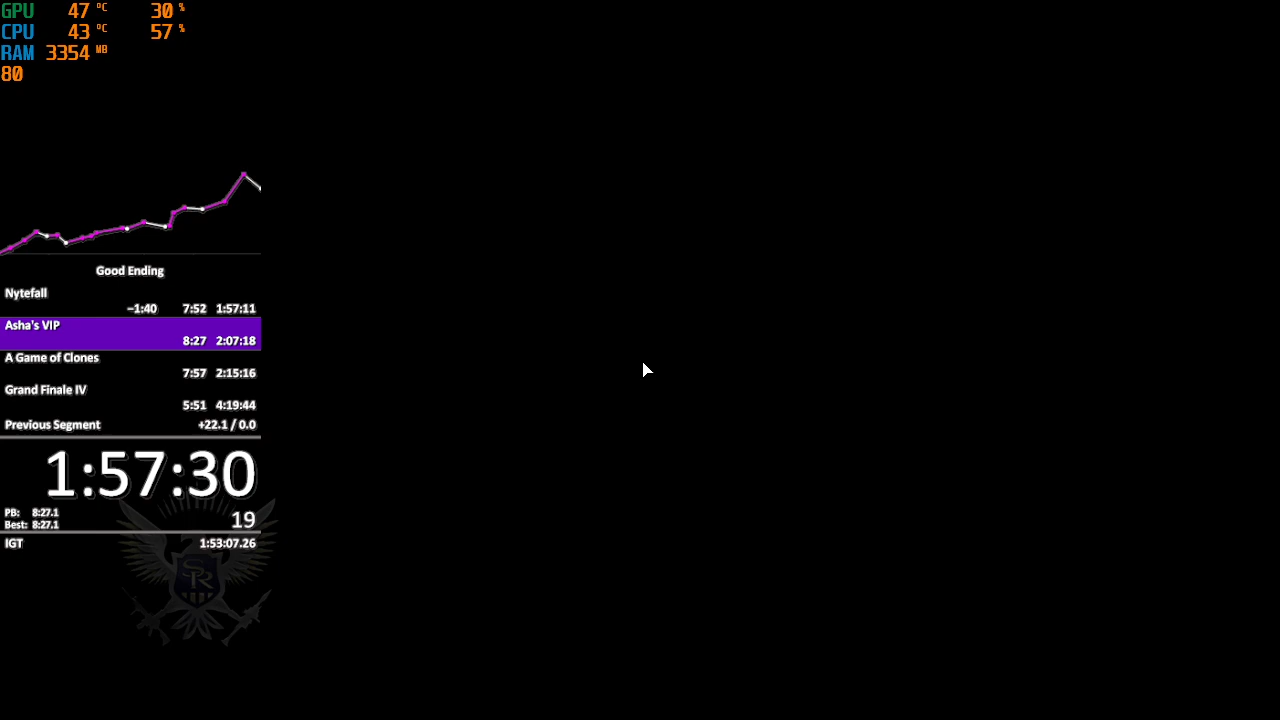 GPU 47 °C 30 %
CPU 43 °C 57 %
RAM 3354 MB
80
Good Ending
Nytefall
−1:40 7:52 1:57:11
Asha's VIP
8:27 2:07:18
A Game of Clones
7:57 2:15:16
Grand Finale IV
5:51 4:19:44
Previous Segment +22.1 / 0.0
1:57:30
PB: 8:27.1
Best: 8:27.1
19
IGT 1:53:07.26
SR